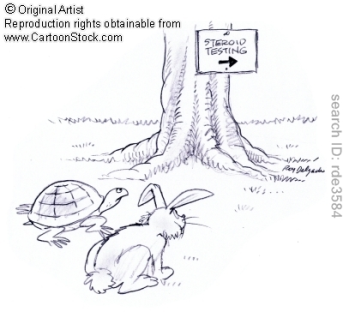 © Original Artist
Reproduction rights obtainable from
www.CartoonStock.com
STEROID
TESTING
search ID: rde3584